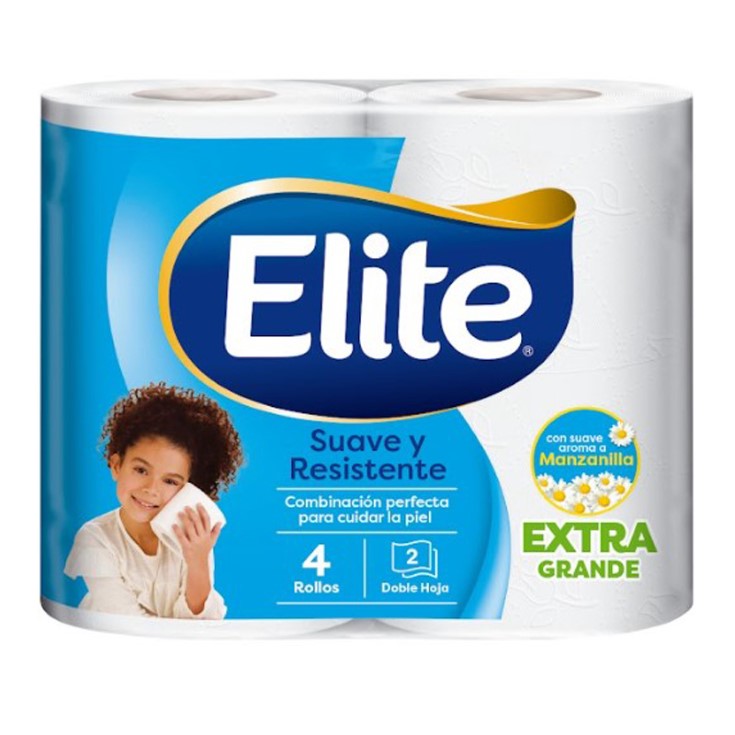 Elite®
Suave y
Resistente
Combinación perfecta
para cuidar la piel
4
Rollos
2
Doble Hoja
con suave
aroma a
Manzanilla
EXTRA
GRANDE